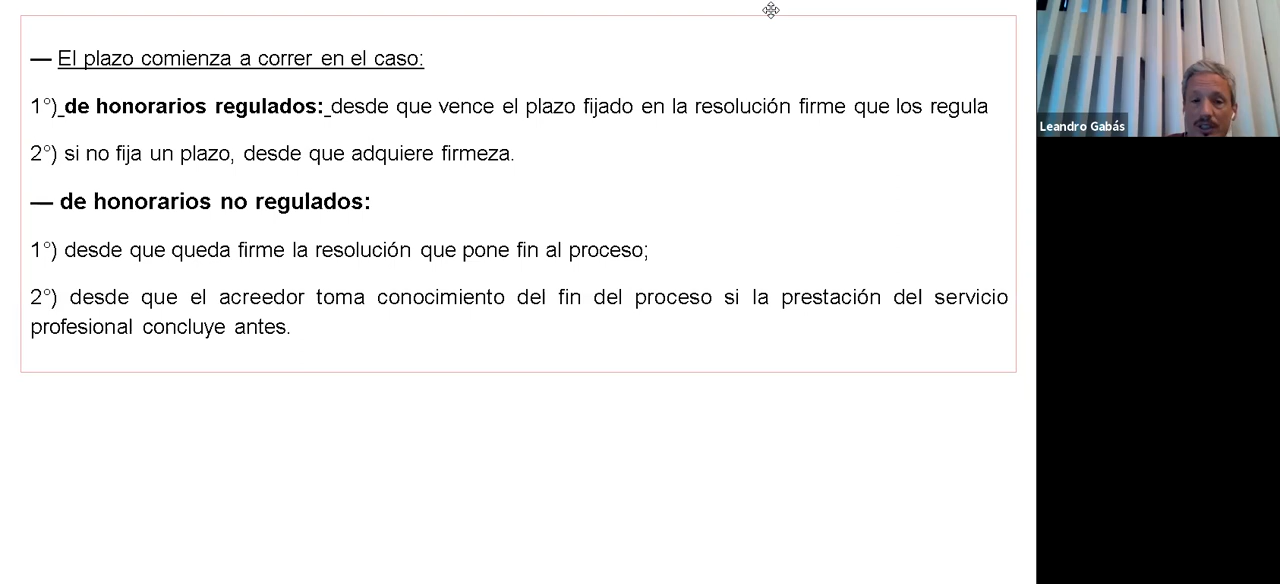 — El plazo comienza a correr en el caso:
1°) de honorarios regulados: desde que vence el plazo fijado en la resolución firme que los regula
2°) si no fija un plazo, desde que adquiere firmeza.
— de honorarios no regulados:
1°) desde que queda firme la resolución que pone fin al proceso;
2°) desde que el acreedor toma conocimiento del fin del proceso si la prestación del servicio
profesional concluye antes.
Leandro Gabás